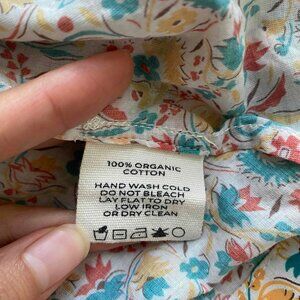 100% ORGANIC
COTTON
HAND WASH COLD
DO NOT BLEACH
LAY FLAT TO DRY
LOW IRON
OR DRY CLEAN